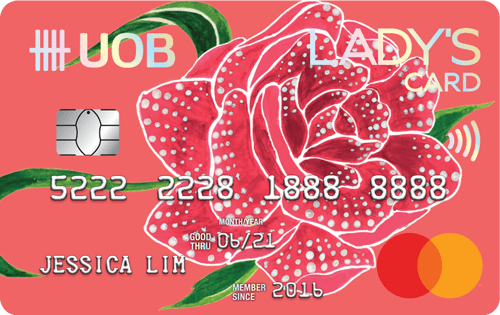 UOB
LADY'S
CARD
5222 2228 1888 8888
MONTH/YEAR
GOOD THRU 06/21
JESSICA LIM
MEMBER SINCE 2016